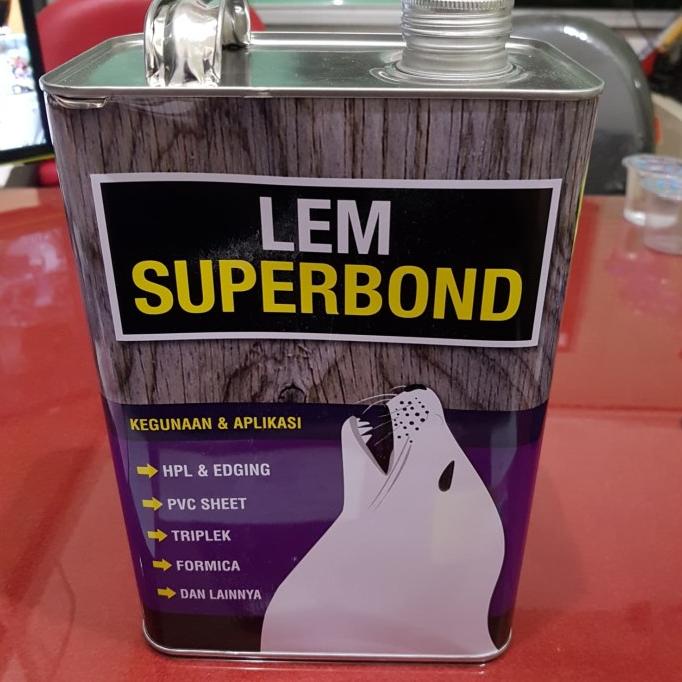 LEM
SUPERBOND
KEGUNAAN & APLIKASI
HPL & EDGING
PVC SHEET
TRIPLEK
FORMICA
DAN LAINNYA